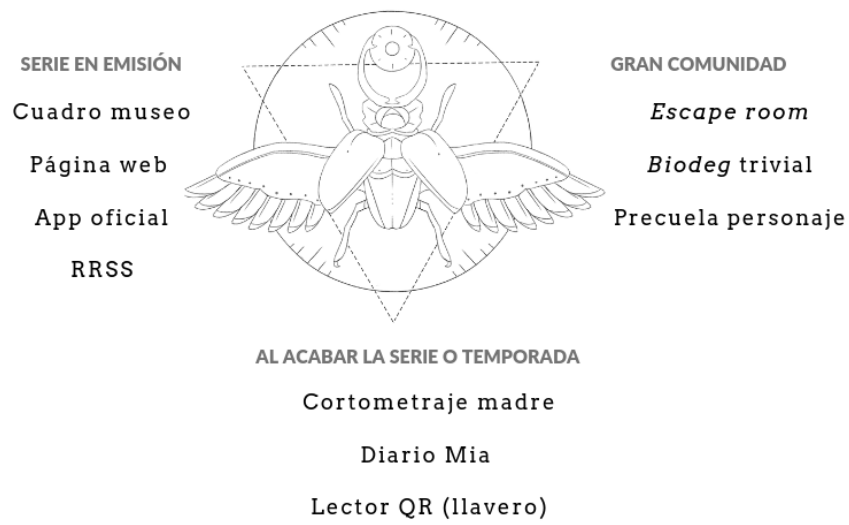 SERIE EN EMISIÓN
Cuadro museo
Página web
App oficial
RRSS
GRAN COMUNIDAD
Escape room
Biodeg trivial
Precuela personaje
AL ACABAR LA SERIE O TEMPORADA
Cortometraje madre
Diario Mia
Lector QR (llavero)